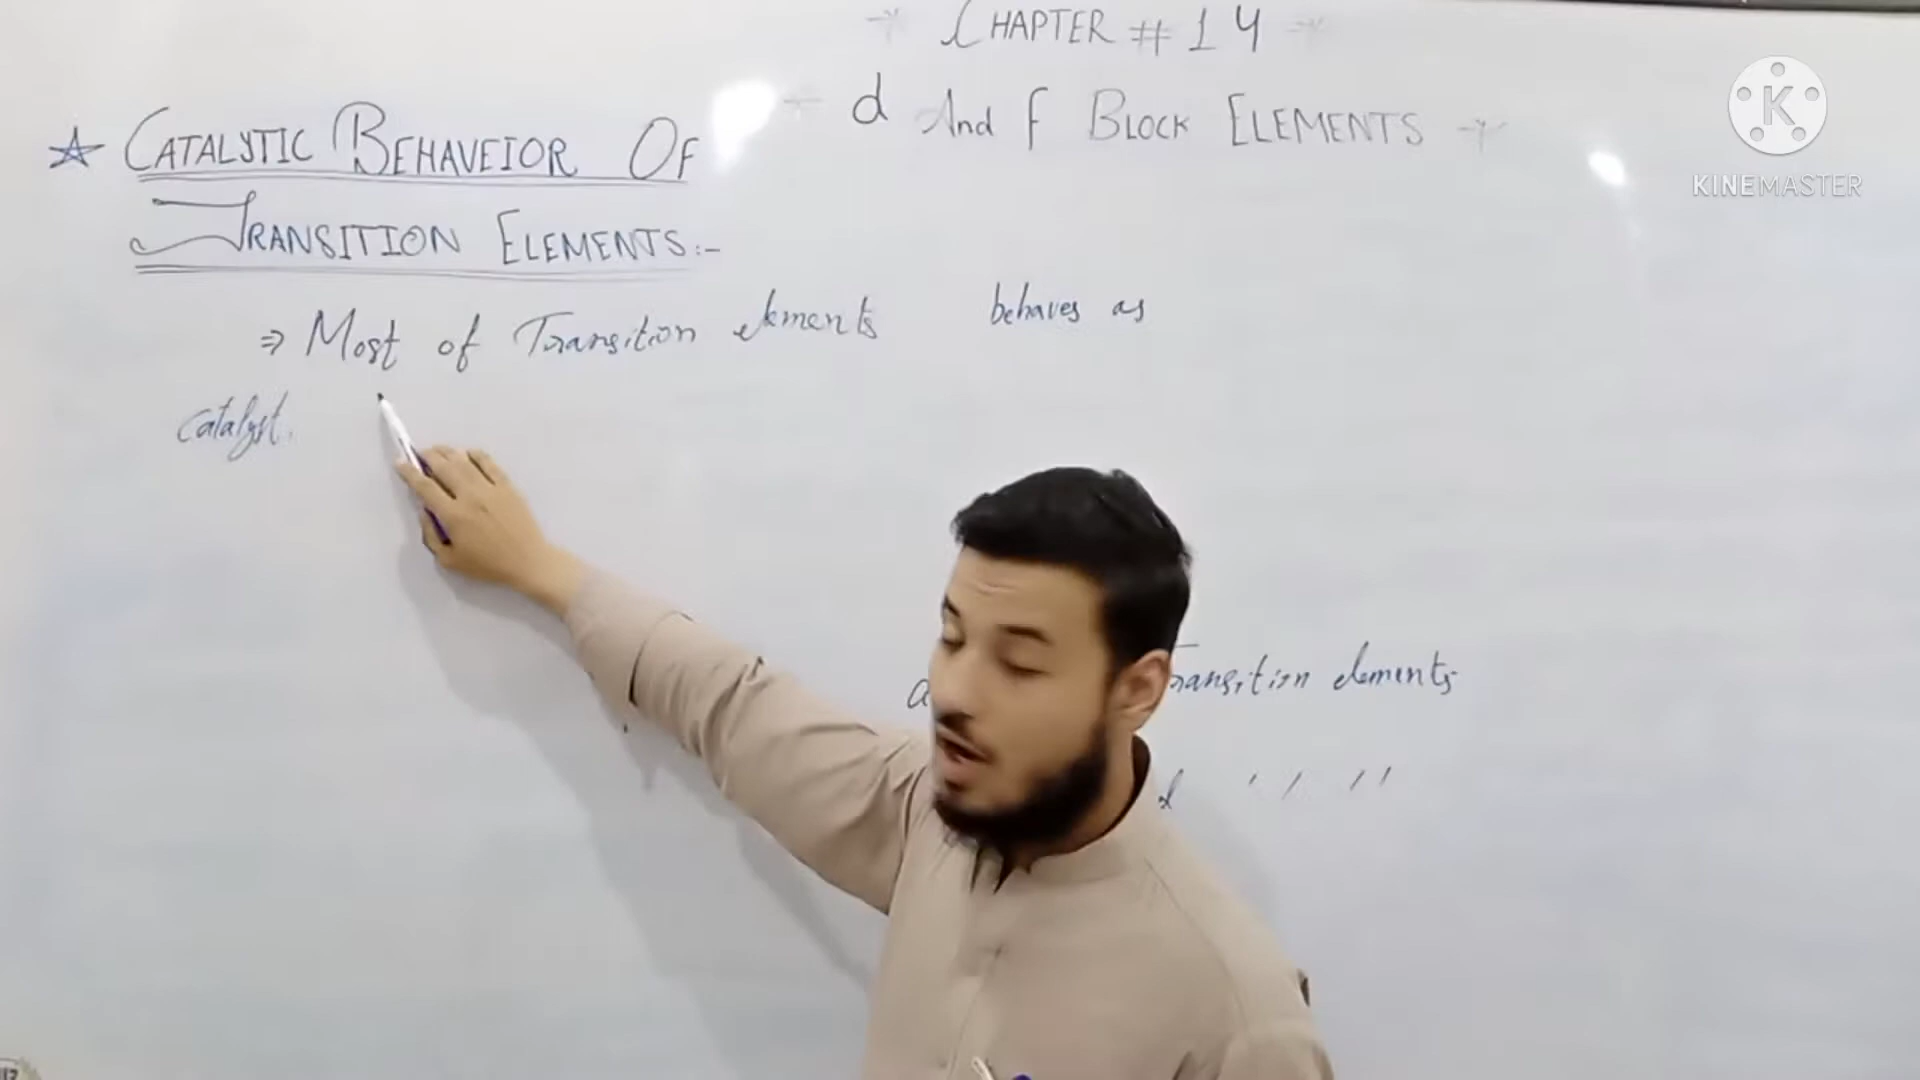 CHAPTER # 14
d And f BLOCK ELEMENTS
☆ CATALYTIC BEHAVEIOR OF
TRANSITION ELEMENTS:-
⇒ Most of Transition elements behaves as
catalyst.
elements
KINEMASTER